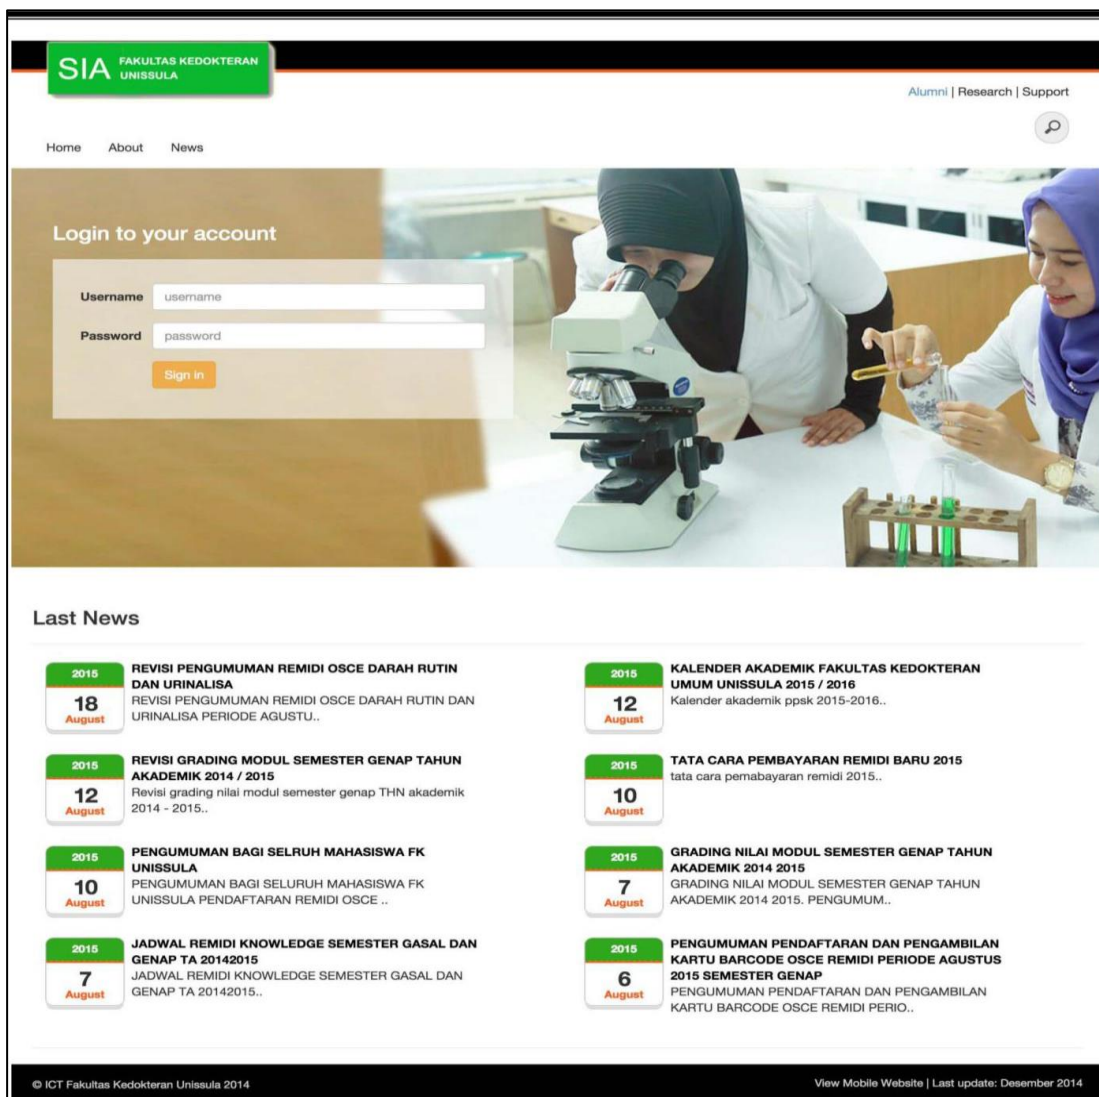 SIA FAKULTAS KEDOKTERAN
UNISSULA
Alumni | Research | Support
Home About News
Login to your account
Username username
Password password
Sign in
Last News
2015
18
August
REVISI PENGUMUMAN REMIDI OSCE DARAH RUTIN
DAN URINALISA
REVISI PENGUMUMAN REMIDI OSCE DARAH RUTIN DAN
URINALISA PERIODE AGUSTU..
2015
12
August
KALENDER AKADEMIK FAKULTAS KEDOKTERAN
UMUM UNISSULA 2015 / 2016
Kalender akademik ppsk 2015-2016..
2015
12
August
REVISI GRADING MODUL SEMESTER GENAP TAHUN
AKADEMIK 2014 / 2015
Revisi grading nilai modul semester genap THN akademik
2014 - 2015..
2015
10
August
TATA CARA PEMBAYARAN REMIDI BARU 2015
tata cara pemabayaran remidi 2015..
2015
10
August
PENGUMUMAN BAGI SELRUH MAHASISWA FK
UNISSULA
PENGUMUMAN BAGI SELURUH MAHASISWA FK
UNISSULA PENDAFTARAN REMIDI OSCE ..
2015
7
August
GRADING NILAI MODUL SEMESTER GENAP TAHUN
AKADEMIK 2014 2015
GRADING NILAI MODUL SEMESTER GENAP TAHUN
AKADEMIK 2014 2015. PENGUMUM..
2015
7
August
JADWAL REMIDI KNOWLEDGE SEMESTER GASAL DAN
GENAP TA 20142015
JADWAL REMIDI KNOWLEDGE SEMESTER GASAL DAN
GENAP TA 20142015..
2015
6
August
PENGUMUMAN PENDAFTARAN DAN PENGAMBILAN
KARTU BARCODE OSCE REMIDI PERIODE AGUSTUS
2015 SEMESTER GENAP
PENGUMUMAN PENDAFTARAN DAN PENGAMBILAN
KARTU BARCODE OSCE REMIDI PERIO..
© ICT Fakultas Kedokteran Unissula 2014
View Mobile Website | Last update: Desember 2014